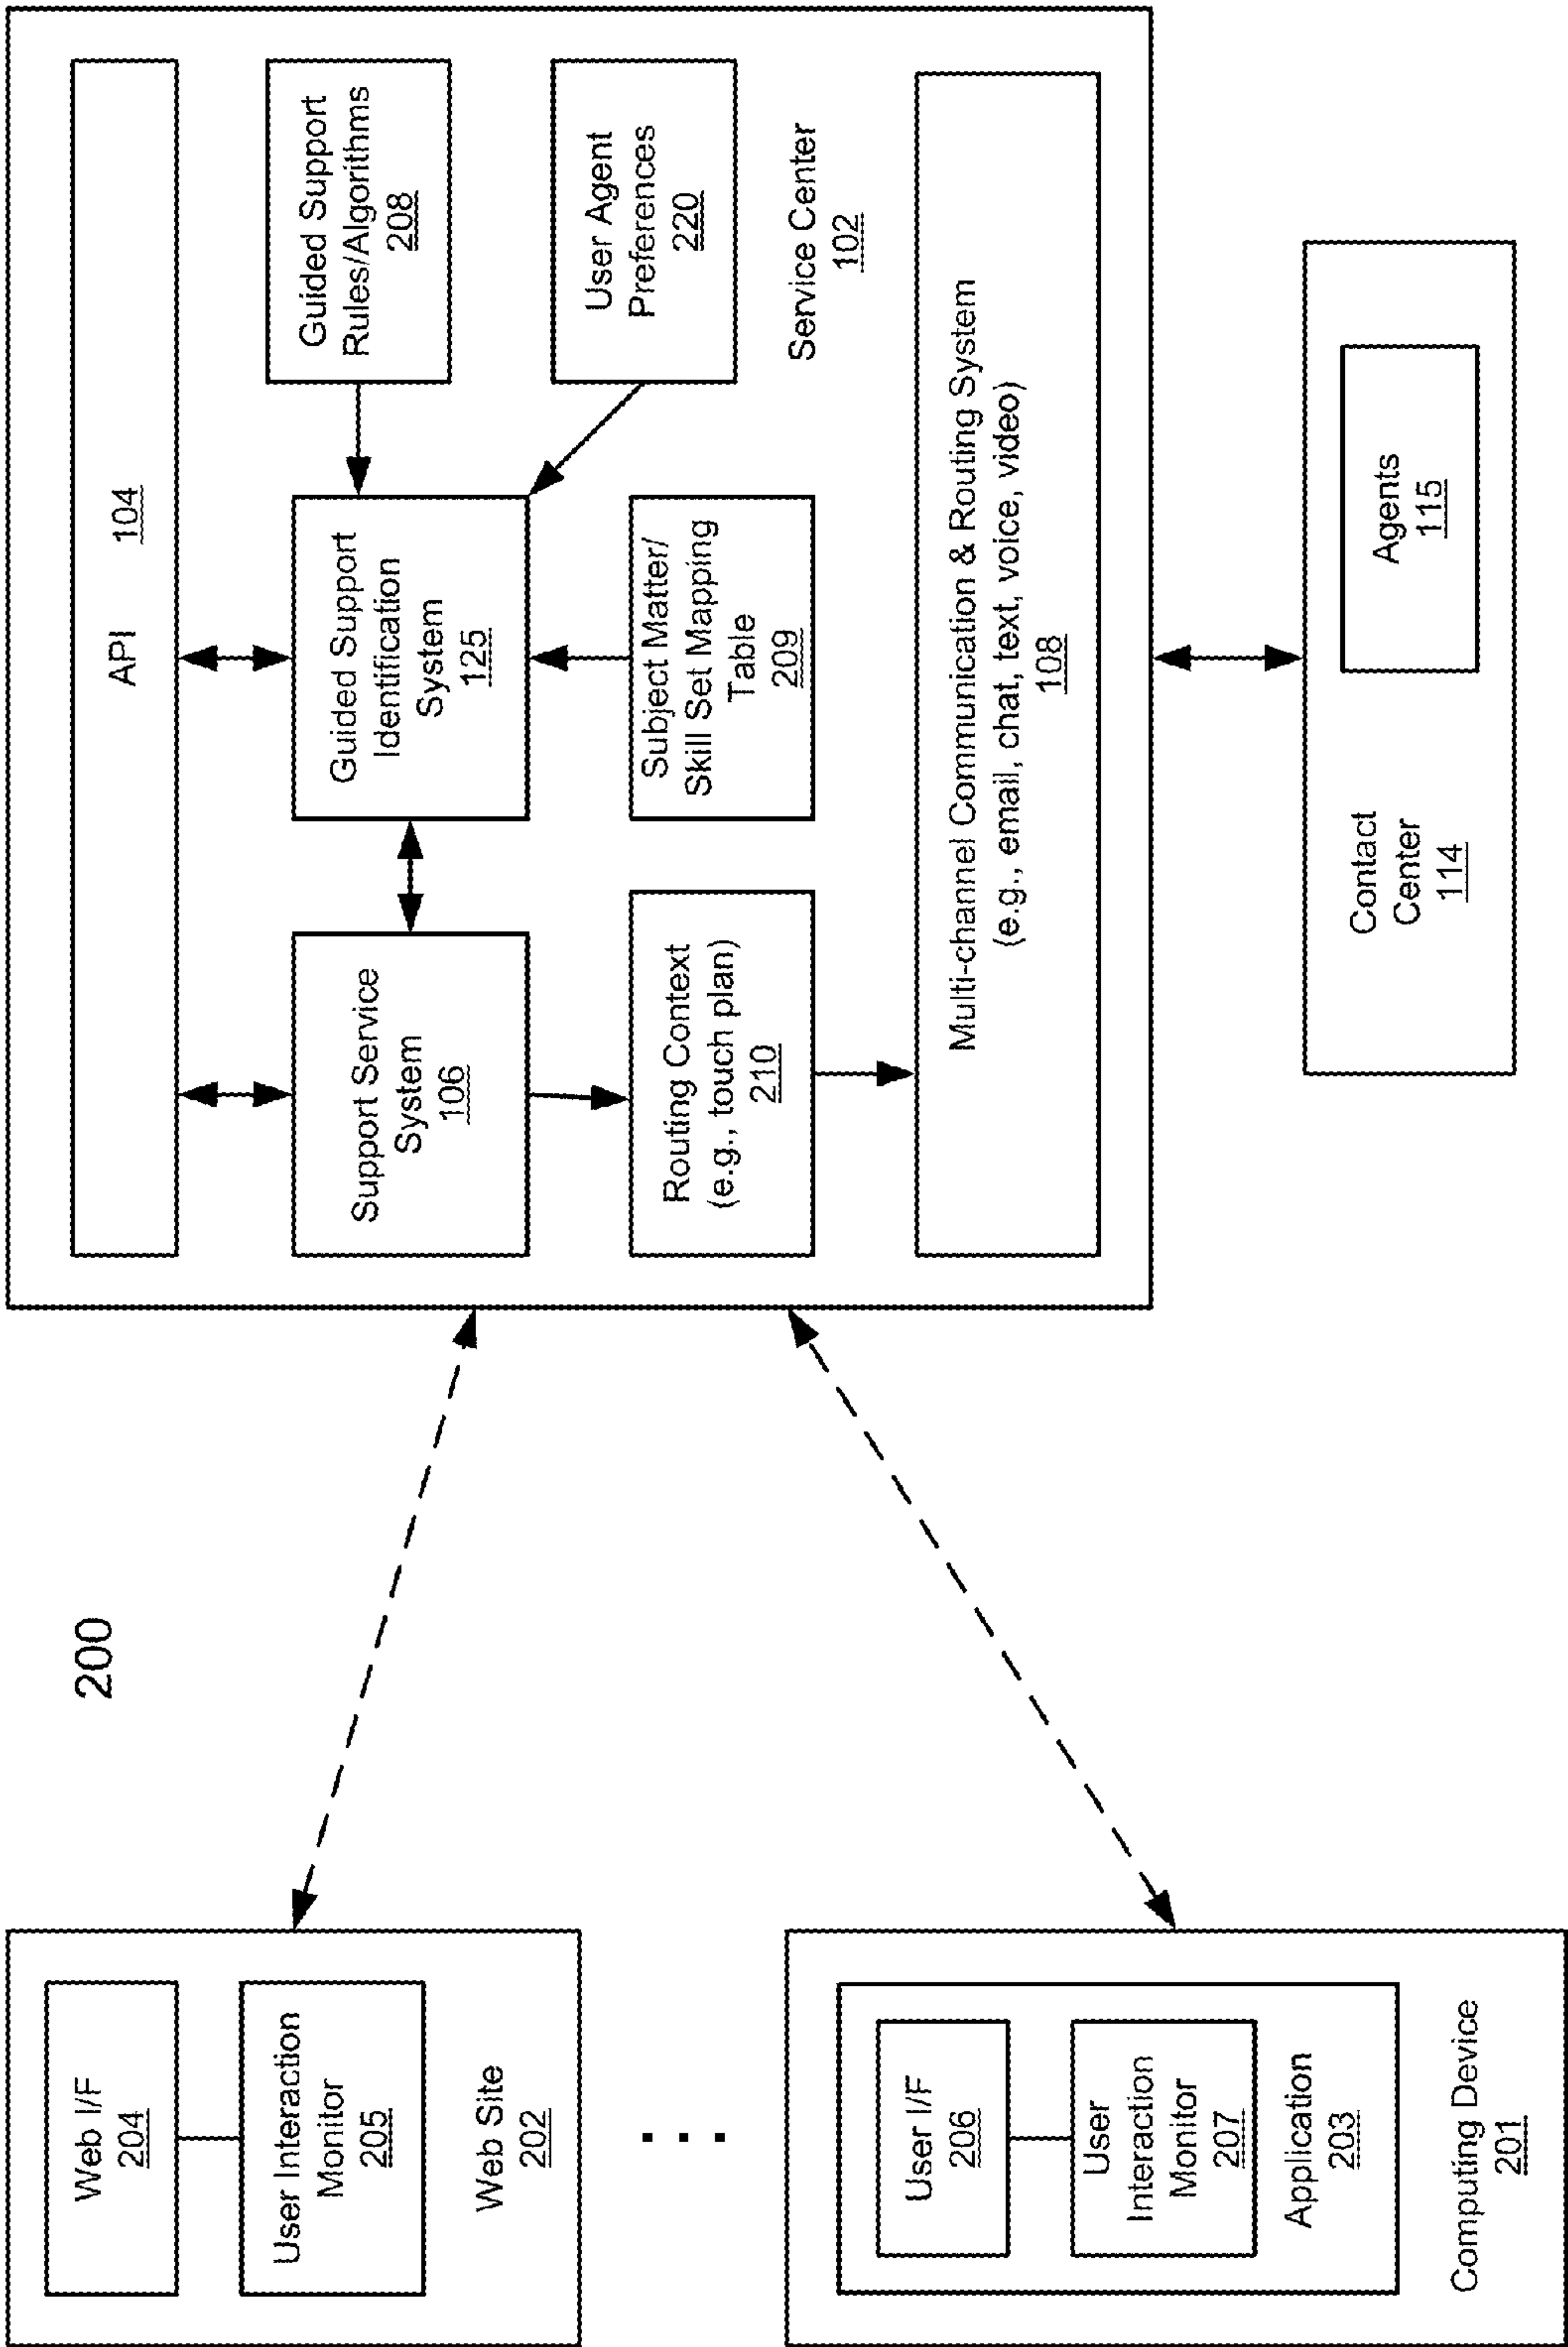 200
Web I/F
204
User Interaction
Monitor
205
Web Site
202
User I/F
206
User
Interaction
Monitor
207
Application
203
Computing Device
201
API 104
Support Service
System
106
Guided Support
Identification
System
125
Guided Support
Rules/Algorithms
208
Routing Context
(e.g., touch plan)
210
Subject Matter/
Skill Set Mapping
Table
209
User Agent
Preferences
220
Service Center
102
Multi-channel Communication & Routing System
(e.g., email, chat, text, voice, video)
108
Contact
Center
114
Agents
115